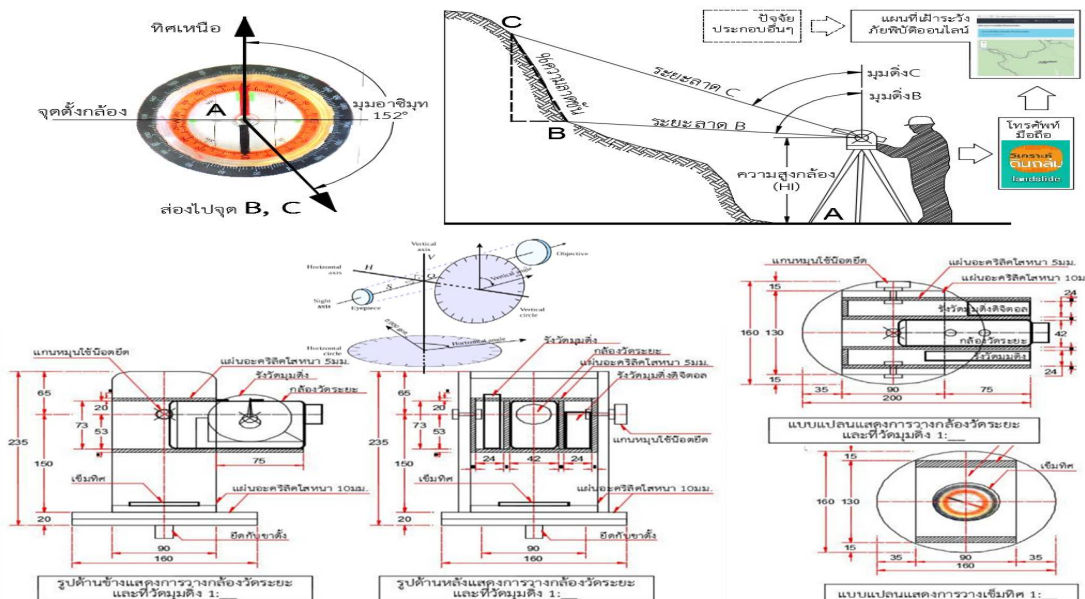 ทิศเหนือ
จุดตั้งกล้อง
A
มุมอาซิมุท
152°
ส่องไปจุด B, C
C
%ความลาดชัน
B
ระยะลาด C
ระยะลาด B
มุมดิ่งC
มุมดิ่งB
ความสูงกล้อง
(HI)
A
ปัจจัย
ประกอบอื่นๆ
แผนที่เฝ้าระวัง
ภัยพิบัติออนไลน์
โทรศัพท์
มือถือ
วิเคราะห์
ดินถล่ม
landslide
Vertical
axis
V
Horizontal
axis
H
S
O
Sight
axis
Eyepiece
Objective
Vertical angle
Vertical
circle
Horizontal
circle
Horizontal angle
แกนหมุนใช้น๊อตยึด
แผ่นอะคริลิคใสหนา 5มม.
รังวัดมุมดิ่ง
กล้องวัดระยะ
65
20
73
53
235
150
20
75
เข็มทิศ
แผ่นอะคริลิคใสหนา 10มม.
ยึดกับขาตั้ง
90
160
รูปด้านข้างแสดงการวางกล้องวัดระยะ
และที่วัดมุมดิ่ง 1:__
รังวัดมุมดิ่ง
กล้องวัดระยะ
แผ่นอะคริลิคใสหนา 5มม.
รังวัดมุมดิ่งดิจิตอล
65
20
73
53
235
150
20
24
42
24
แกนหมุนใช้น๊อตยึด
เข็มทิศ
แผ่นอะคริลิคใสหนา 10มม.
ยึดกับขาตั้ง
90
160
รูปด้านหลังแสดงการวางกล้องวัดระยะ
และที่วัดมุมดิ่ง 1:__
แกนหมุนใช้น๊อตยึด
แผ่นอะคริลิคใสหนา 5มม.
แผ่นอะคริลิคใสหนา 10มม
15
160
130
15
รังวัดมุมดิ่งดิจิตอล
กล้องวัดระยะ
รังวัดมุมดิ่ง
24
42
24
35
90
75
200
แบบแปลนแสดงการวางกล้องวัดระยะ
และที่วัดมุมดิ่ง 1:__
15
เข็มทิศ
160
130
15
35
90
35
160
แบบแปลนแสดงการวางเข็มทิศ 1:__